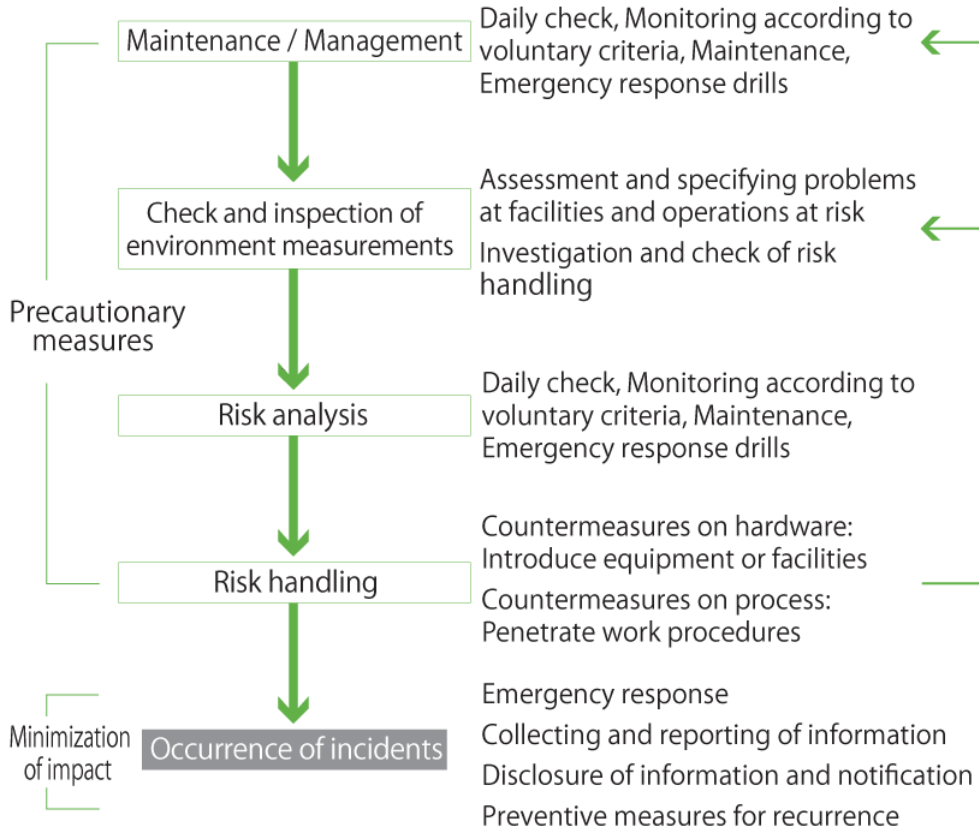 Maintenance / Management
Daily check, Monitoring according to
voluntary criteria, Maintenance,
Emergency response drills
Check and inspection of
environment measurements
Assessment and specifying problems
at facilities and operations at risk
Investigation and check of risk
handling
Precautionary
measures
Risk analysis
Daily check, Monitoring according to
voluntary criteria, Maintenance,
Emergency response drills
Risk handling
Countermeasures on hardware:
Introduce equipment or facilities
Countermeasures on process:
Penetrate work procedures
Minimization
of impact
Occurrence of incidents
Emergency response
Collecting and reporting of information
Disclosure of information and notification
Preventive measures for recurrence